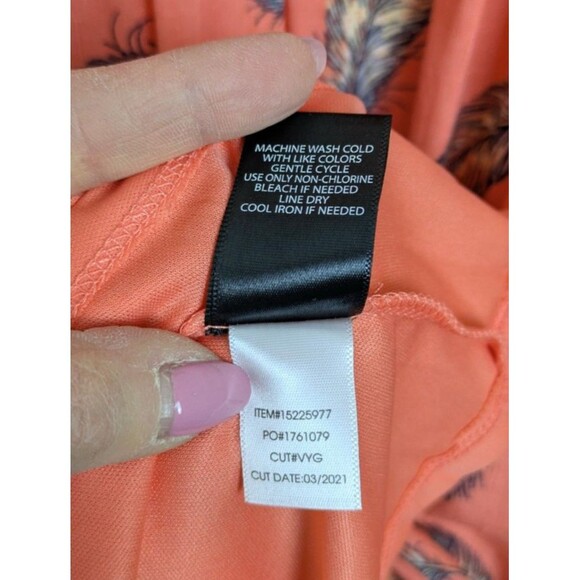 MACHINE WASH COLD
WITH LIKE COLORS
GENTLE CYCLE
USE ONLY NON-CHLORINE
BLEACH IF NEEDED
LINE DRY
COOL IRON IF NEEDED
ITEM#15225977
PO#1761079
CUT#VYG
CUT DATE:03/2021